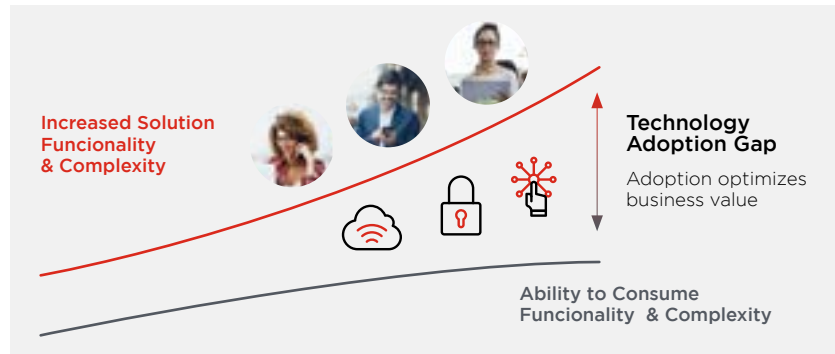 Increased Solution
Funcionality
& Complexity
Technology
Adoption Gap
Adoption optimizes
business value
Ability to Consume
Funcionality & Complexity